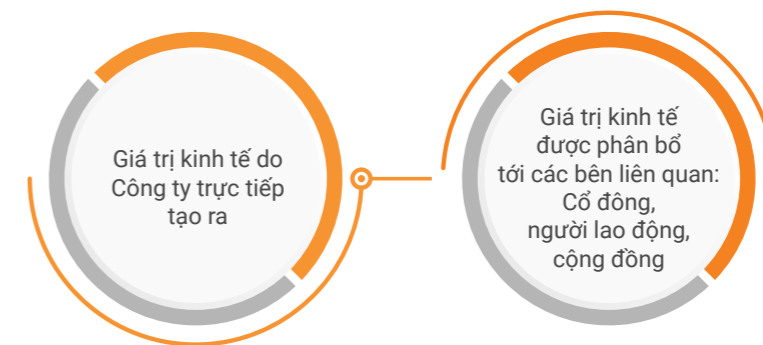 Giá trị kinh tế do
Công ty trực tiếp
tạo ra
Giá trị kinh tế
được phân bổ
tới các bên liên quan:
Cổ đông,
người lao động,
cộng đồng